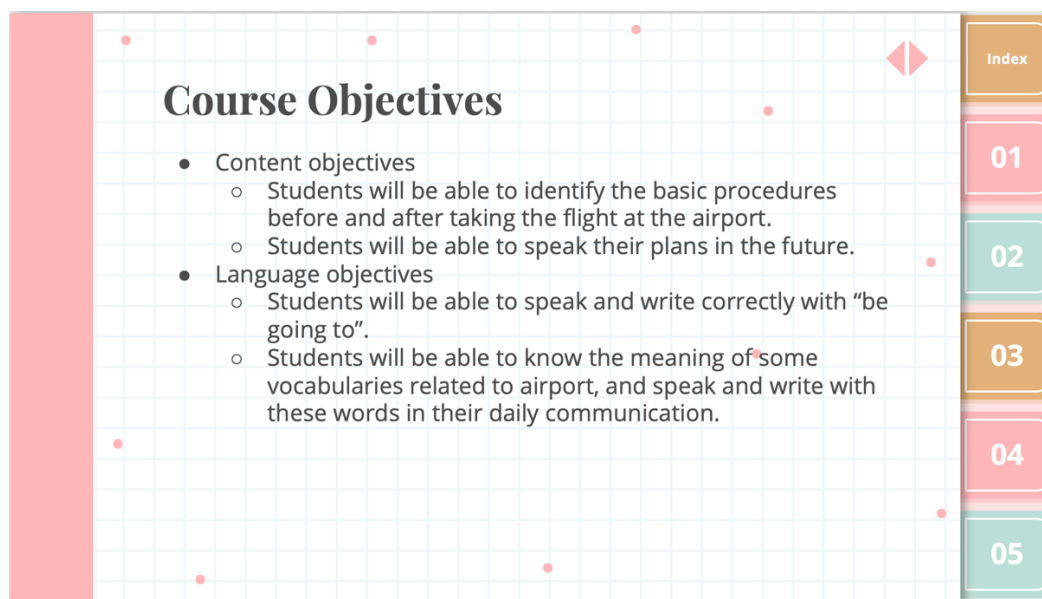 Course Objectives
● Content objectives
○ Students will be able to identify the basic procedures
before and after taking the flight at the airport.
○ Students will be able to speak their plans in the future.
● Language objectives
○ Students will be able to speak and write correctly with “be
going to”.
○ Students will be able to know the meaning of some
vocabularies related to airport, and speak and write with
these words in their daily communication.
Index
01
02
03
04
05